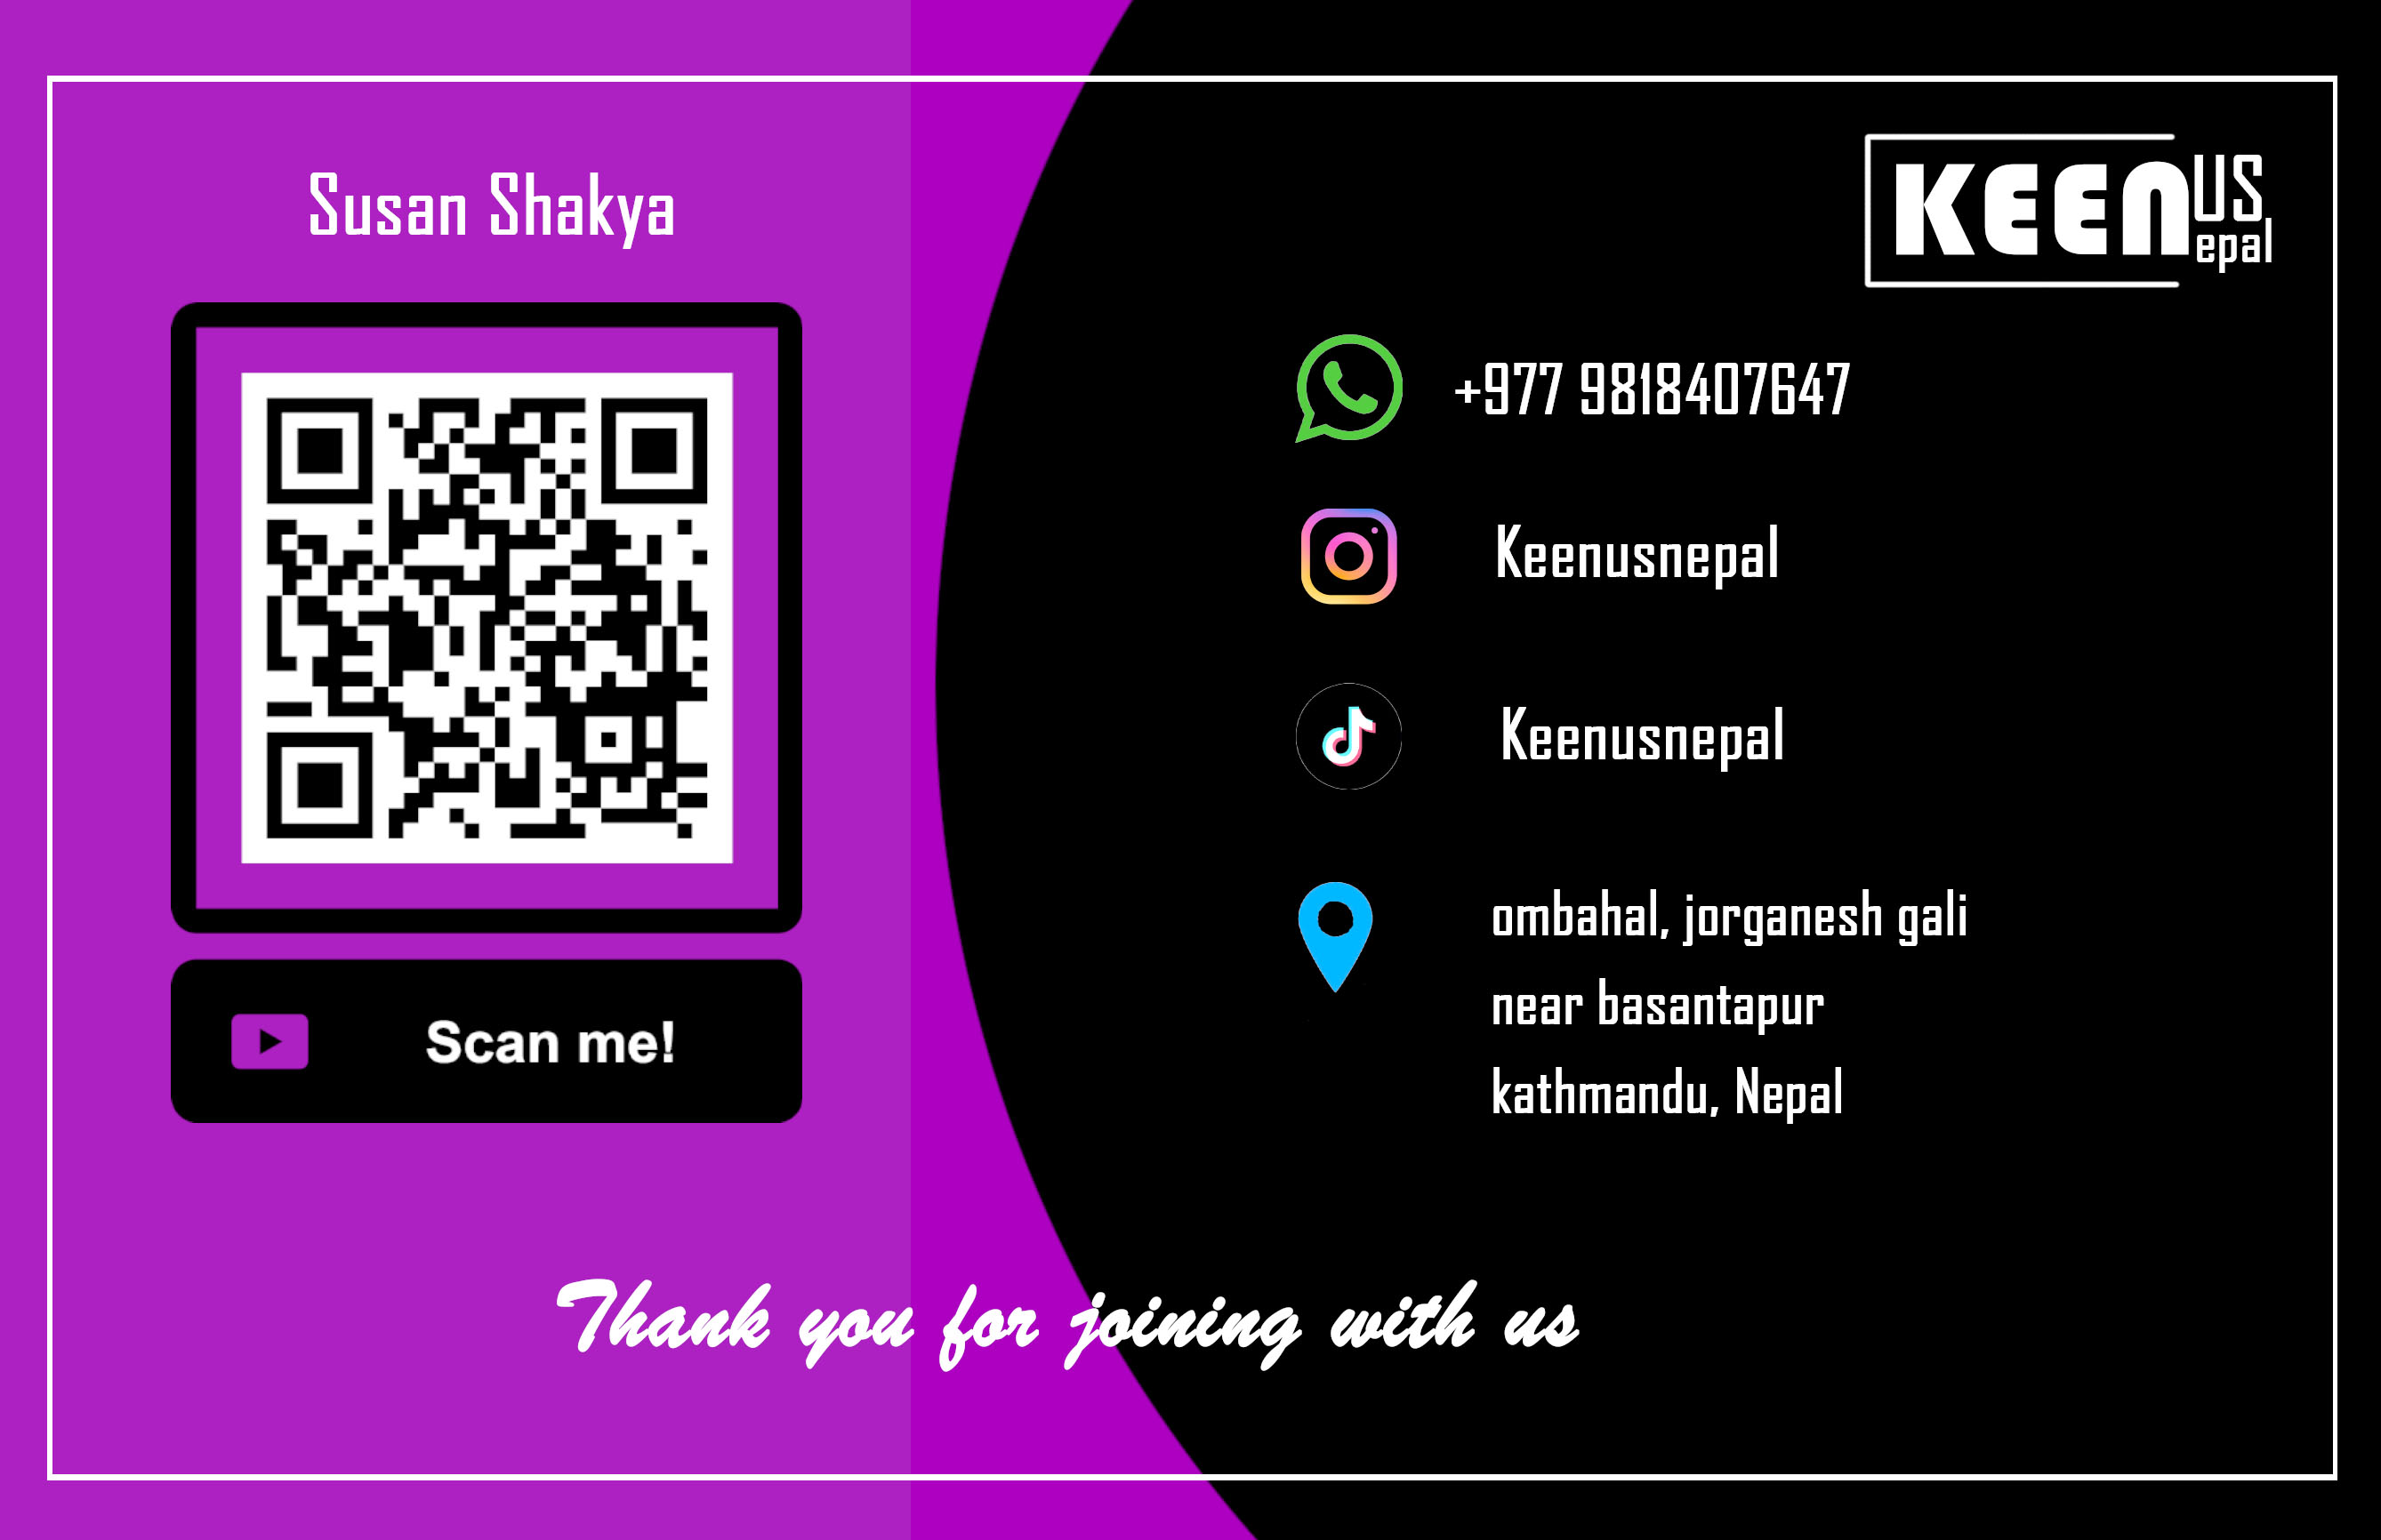 Susan Shakya
Scan me!
KEENUS
epal
+977 9818407647
Keenusnepal
Keenusnepal
ombahal, jorganesh gali
near basantapur
kathmandu, Nepal
Thank you for joining with us